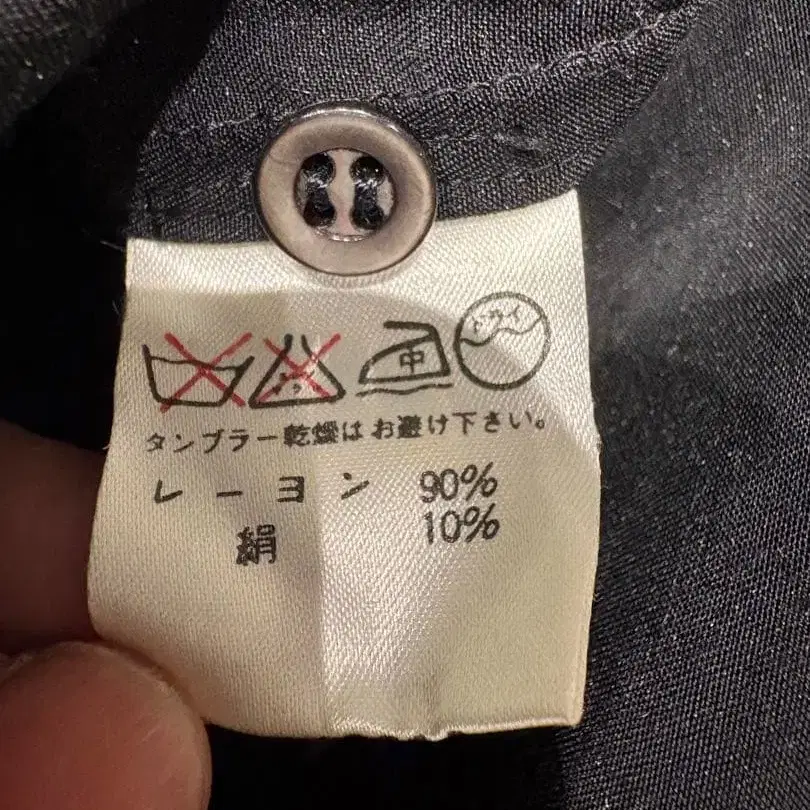 中 ドライ
タンブラー乾燥はお避け下さい。
レーヨン 90%
絹 10%